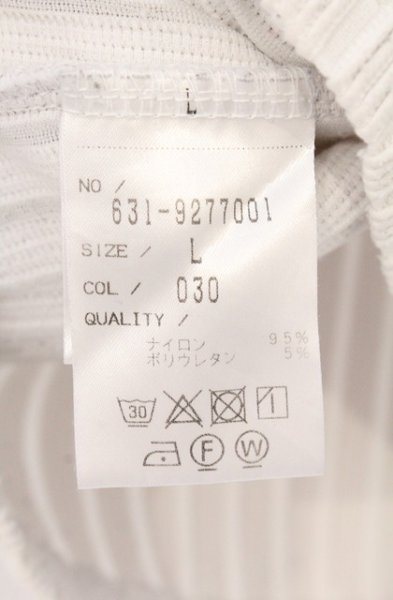 L
NO / 631-9277001
SIZE / L
COL / 030
QUALITY /
ナイロン 95%
ポリウレタン 5%
30
F W